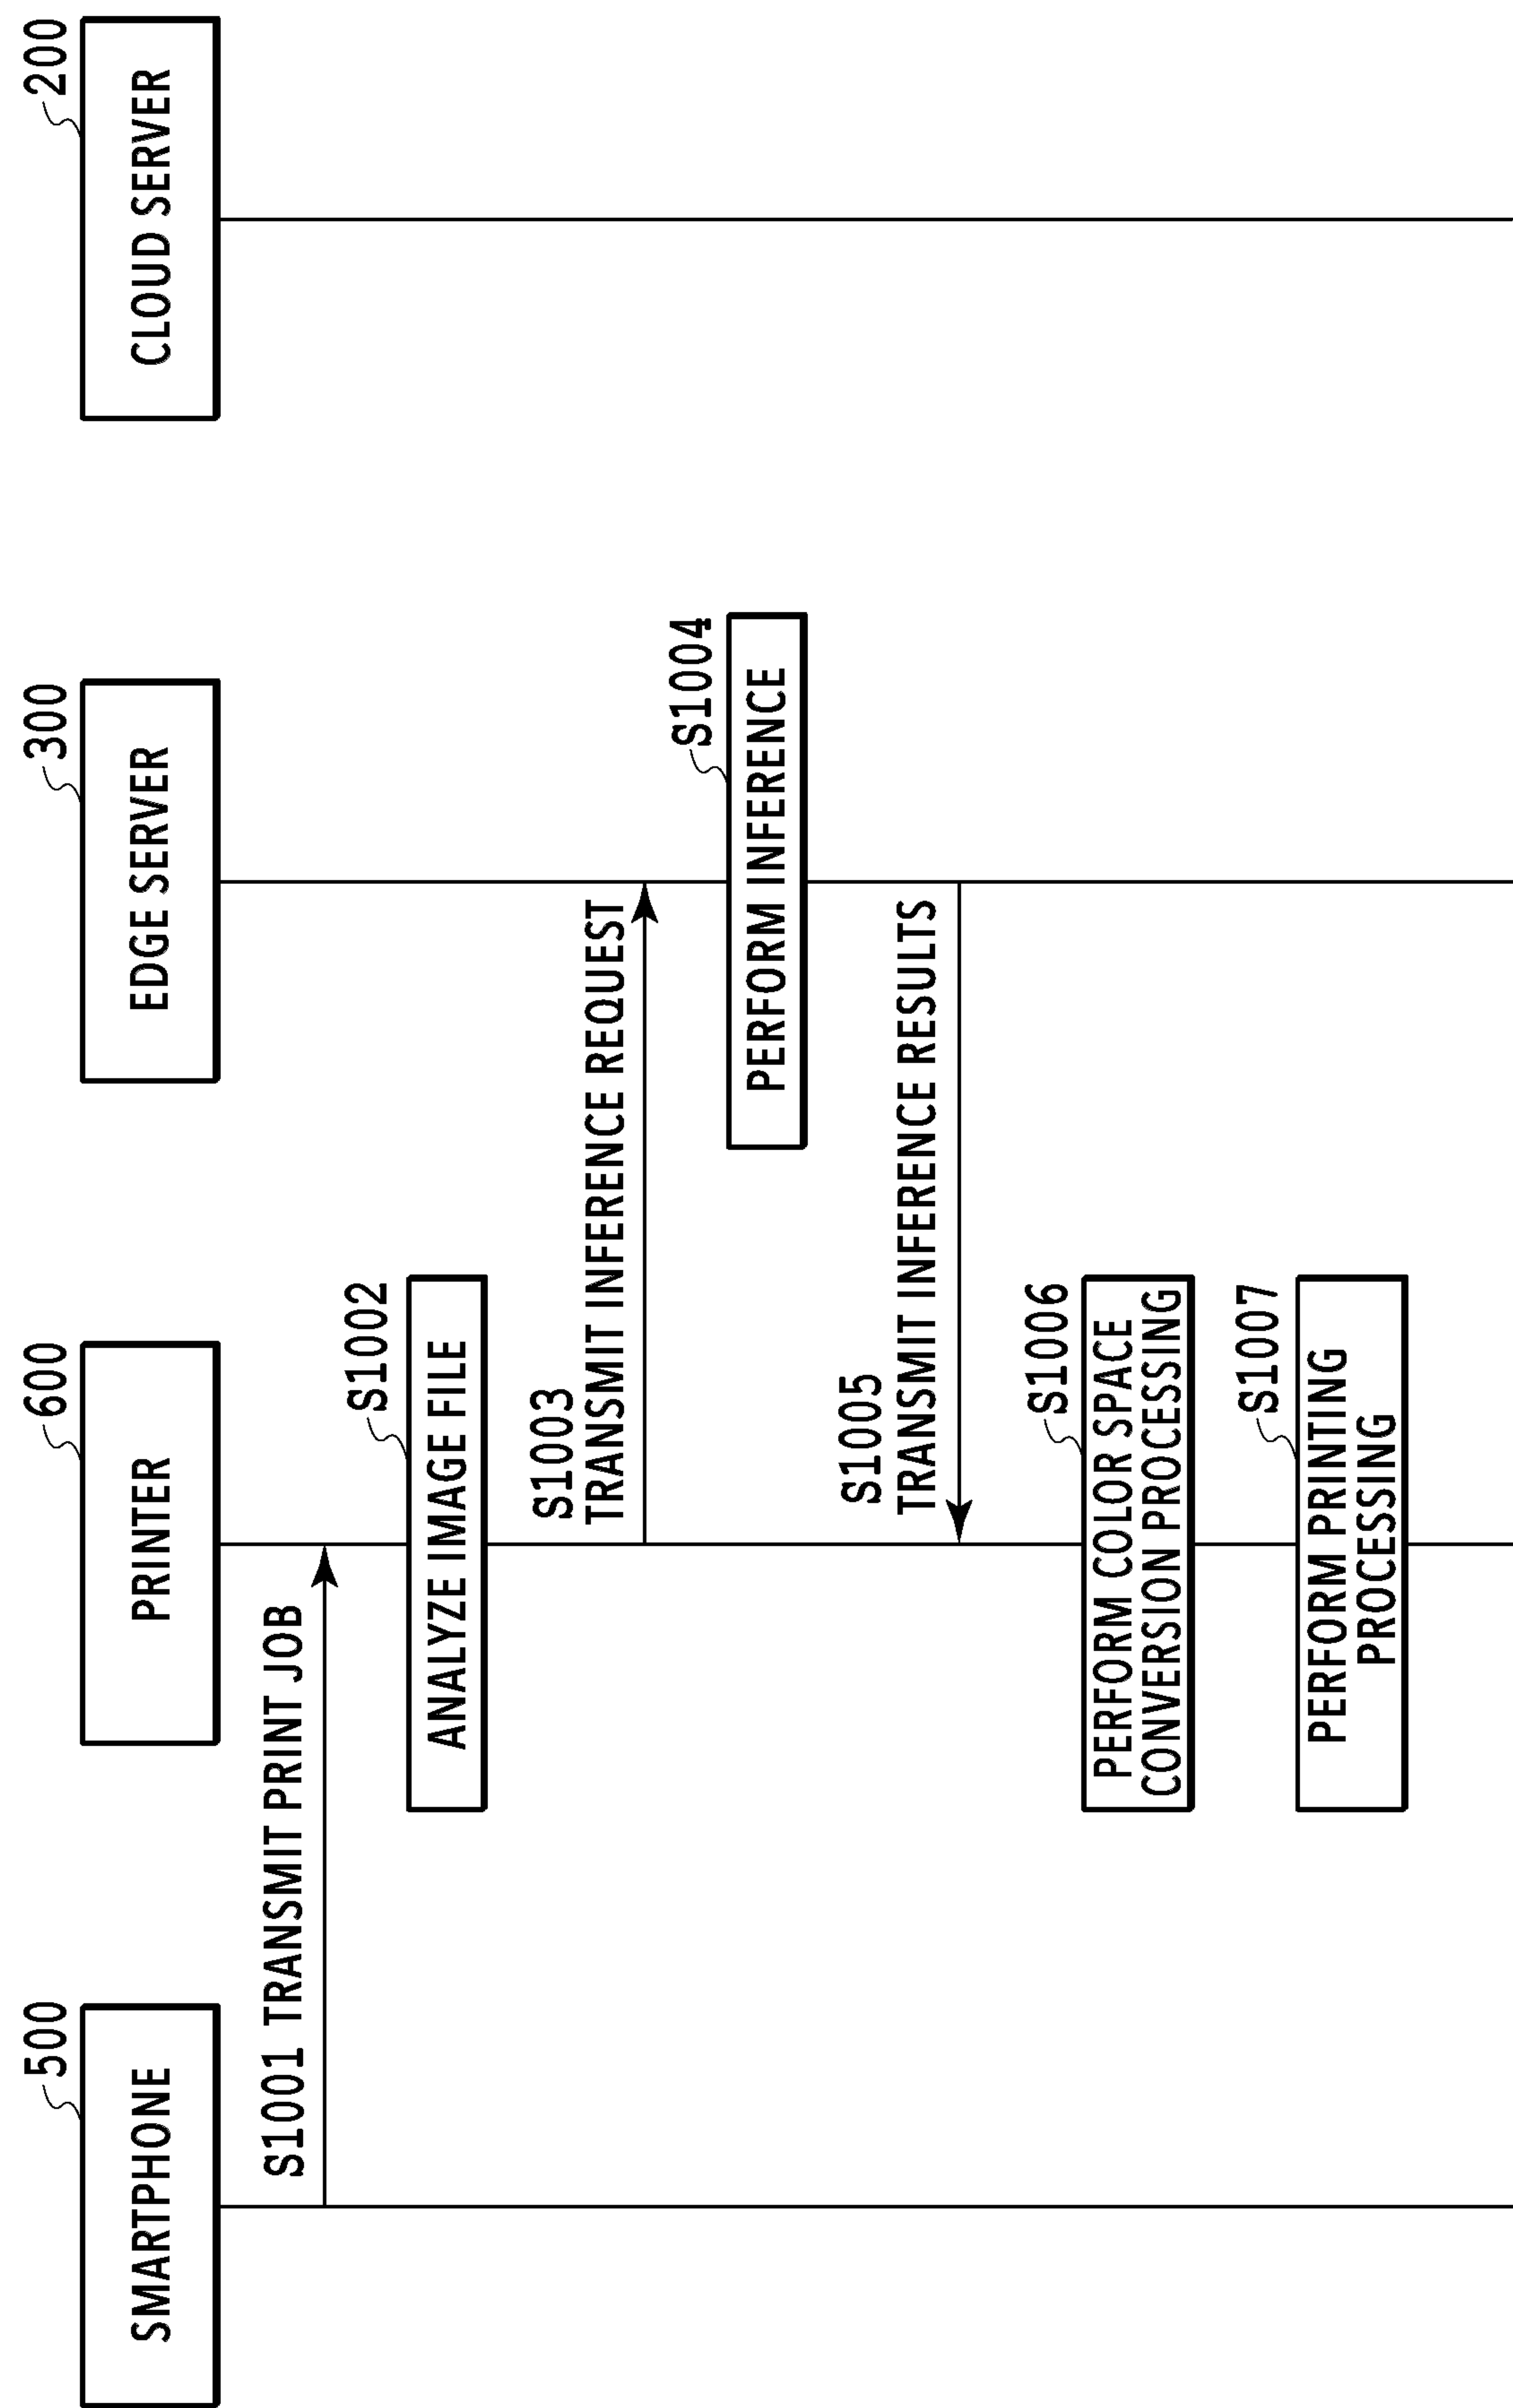 500
SMARTPHONE
600
PRINTER
300
EDGE SERVER
200
CLOUD SERVER
S1001 TRANSMIT PRINT JOB
S1002
ANALYZE IMAGE FILE
S1003
TRANSMIT INFERENCE REQUEST
S1004
PERFORM INFERENCE
S1005
TRANSMIT INFERENCE RESULTS
S1006
PERFORM COLOR SPACE
CONVERSION PROCESSING
S1007
PERFORM PRINTING
PROCESSING